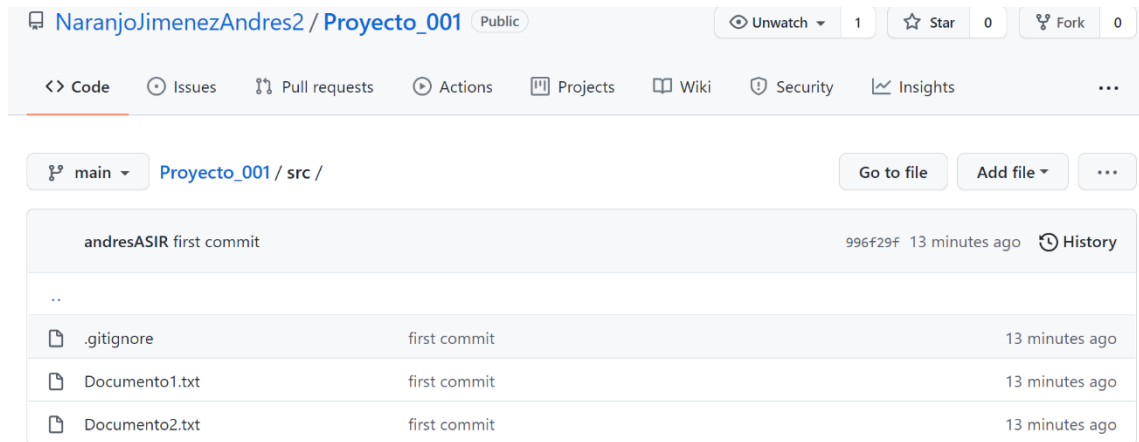 NaranjoJimenezAndres2 / Proyecto_001 Public Unwatch 1 Star 0 Fork 0
<> Code Issues Pull requests Actions Projects Wiki Security Insights ...
main Proyecto_001 / src / Go to file Add file ...
andresASIR first commit 996f29f 13 minutes ago History
..
.gitignore first commit 13 minutes ago
Documento1.txt first commit 13 minutes ago
Documento2.txt first commit 13 minutes ago